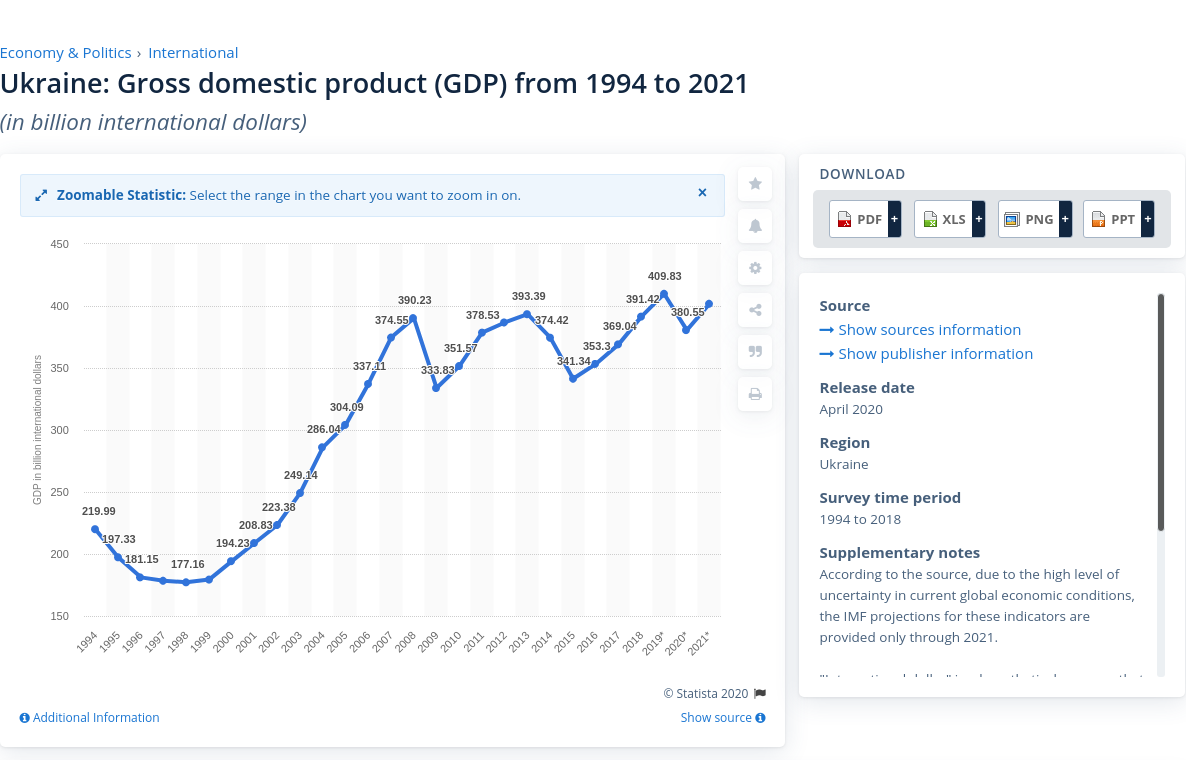 Economy & Politics › International
Ukraine: Gross domestic product (GDP) from 1994 to 2021
(in billion international dollars)
Zoomable Statistic: Select the range in the chart you want to zoom in on. ×
GDP in billion international dollars
450
400
350
300
250
200
150
219.99
197.33
181.15
177.16
194.23
208.83
223.38
249.14
286.04
304.09
337.11
374.55
390.23
333.83
351.57
378.53
393.39
374.42
341.34
353.3
369.04
391.42
409.83
380.55
1994
1995
1996
1997
1998
1999
2000
2001
2002
2003
2004
2005
2006
2007
2008
2009
2010
2011
2012
2013
2014
2015
2016
2017
2018
2019*
2020*
2021*
© Statista 2020
Additional Information
Show source
DOWNLOAD
PDF + XLS + PNG + PPT +
Source
Show sources information
Show publisher information
Release date
April 2020
Region
Ukraine
Survey time period
1994 to 2018
Supplementary notes
According to the source, due to the high level of
uncertainty in current global economic conditions,
the IMF projections for these indicators are
provided only through 2021.